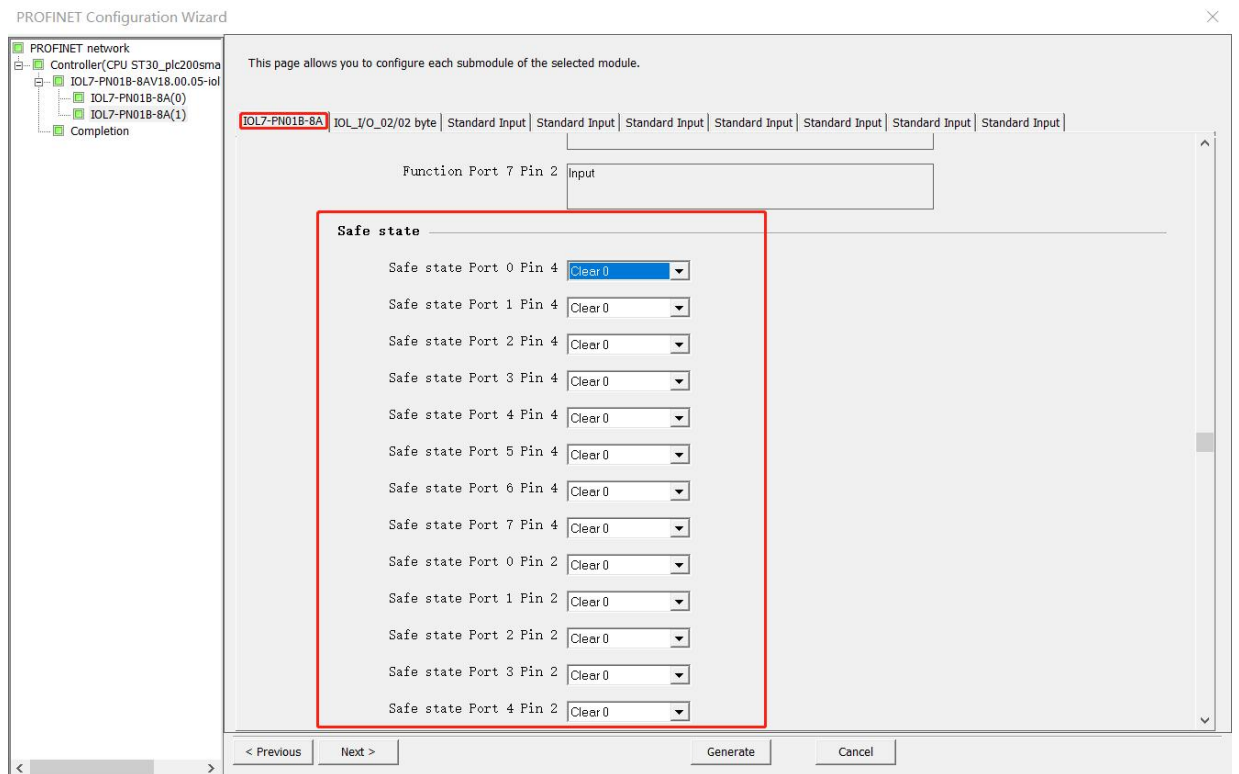 PROFINET Configuration Wizard
PROFINET network
Controller(CPU ST30_plc200sma
IOL7-PN01B-8AV18.00.05-iol
IOL7-PN01B-8A(0)
IOL7-PN01B-8A(1)
Completion
This page allows you to configure each submodule of the selected module.
IOL7-PN01B-8A IOL_I/O_02/02 byte Standard Input Standard Input Standard Input Standard Input Standard Input Standard Input Standard Input
Function Port 7 Pin 2 Input
Safe state
Safe state Port 0 Pin 4 Clear 0
Safe state Port 1 Pin 4 Clear 0
Safe state Port 2 Pin 4 Clear 0
Safe state Port 3 Pin 4 Clear 0
Safe state Port 4 Pin 4 Clear 0
Safe state Port 5 Pin 4 Clear 0
Safe state Port 6 Pin 4 Clear 0
Safe state Port 7 Pin 4 Clear 0
Safe state Port 0 Pin 2 Clear 0
Safe state Port 1 Pin 2 Clear 0
Safe state Port 2 Pin 2 Clear 0
Safe state Port 3 Pin 2 Clear 0
Safe state Port 4 Pin 2 Clear 0
< Previous Next > Generate Cancel